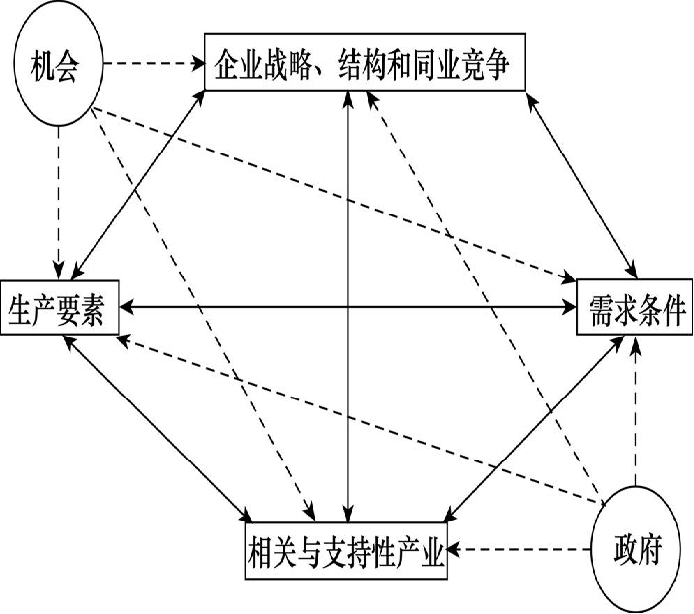 机会
企业战略、结构和同业竞争
生产要素
需求条件
相关与支持性产业
政府